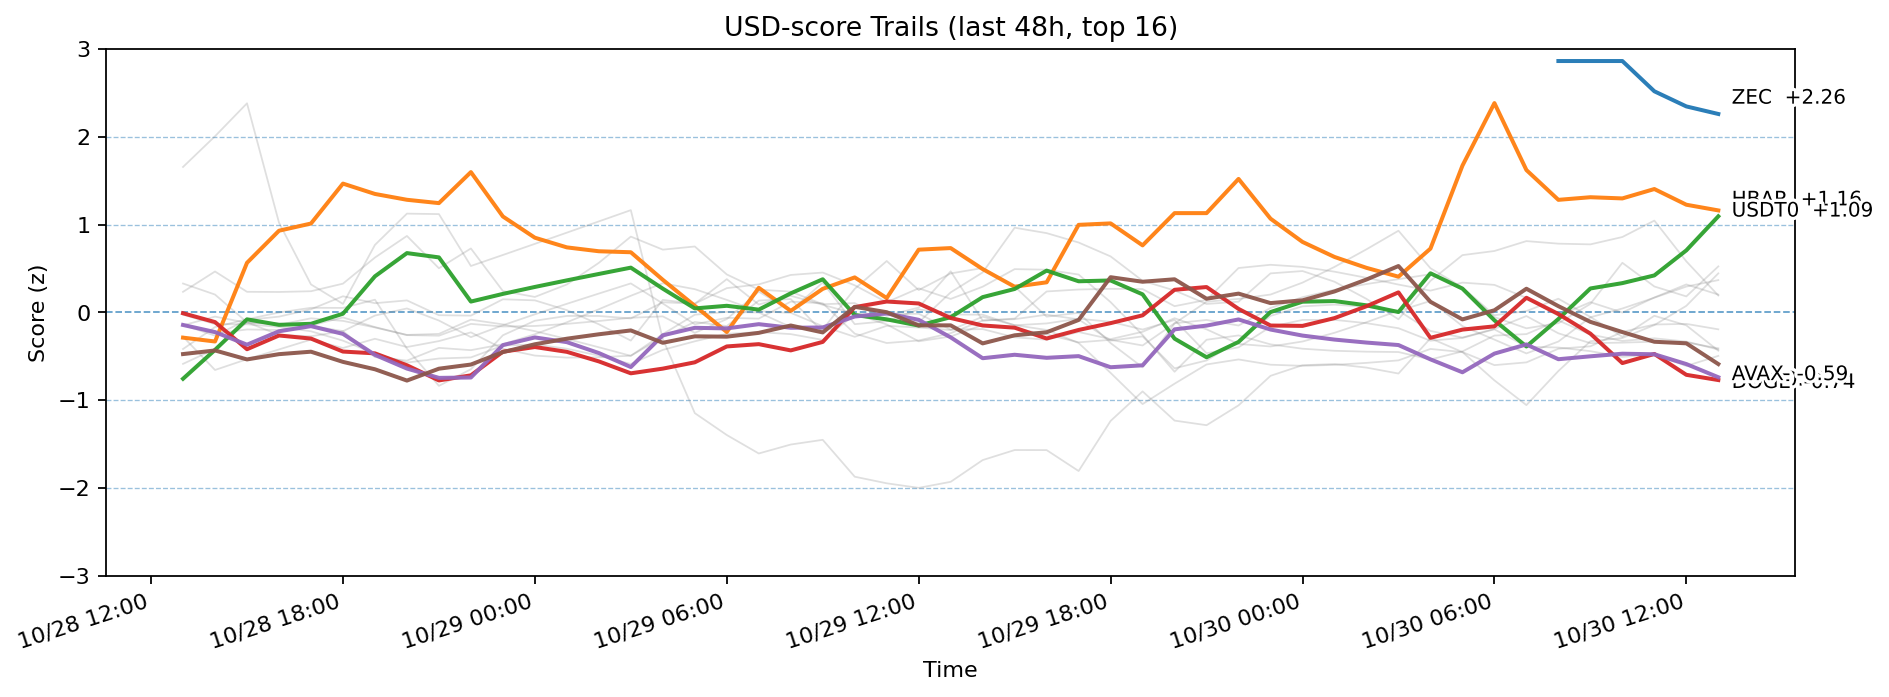 USD-score Trails (last 48h, top 16)
3
2
1
0
−1
−2
−3
Score (z)
ZEC +2.26
HBAR +1.16
USDT0 +1.09
AVAX -0.59
10/28 12:00
10/28 18:00
10/29 00:00
10/29 06:00
10/29 12:00
10/29 18:00
10/30 00:00
10/30 06:00
10/30 12:00
Time